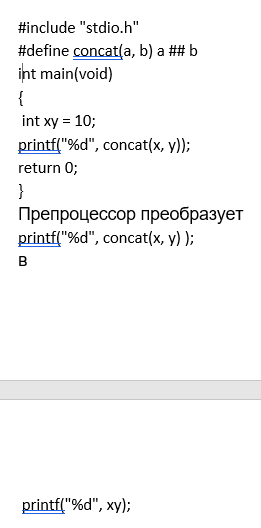 #include "stdio.h"
#define concat(a, b) a ## b
int main(void)
{
int xy = 10;
printf("%d", concat(x, y));
return 0;
}
Препроцессор преобразует
printf("%d", concat(x, y) );
в
printf("%d", xy);